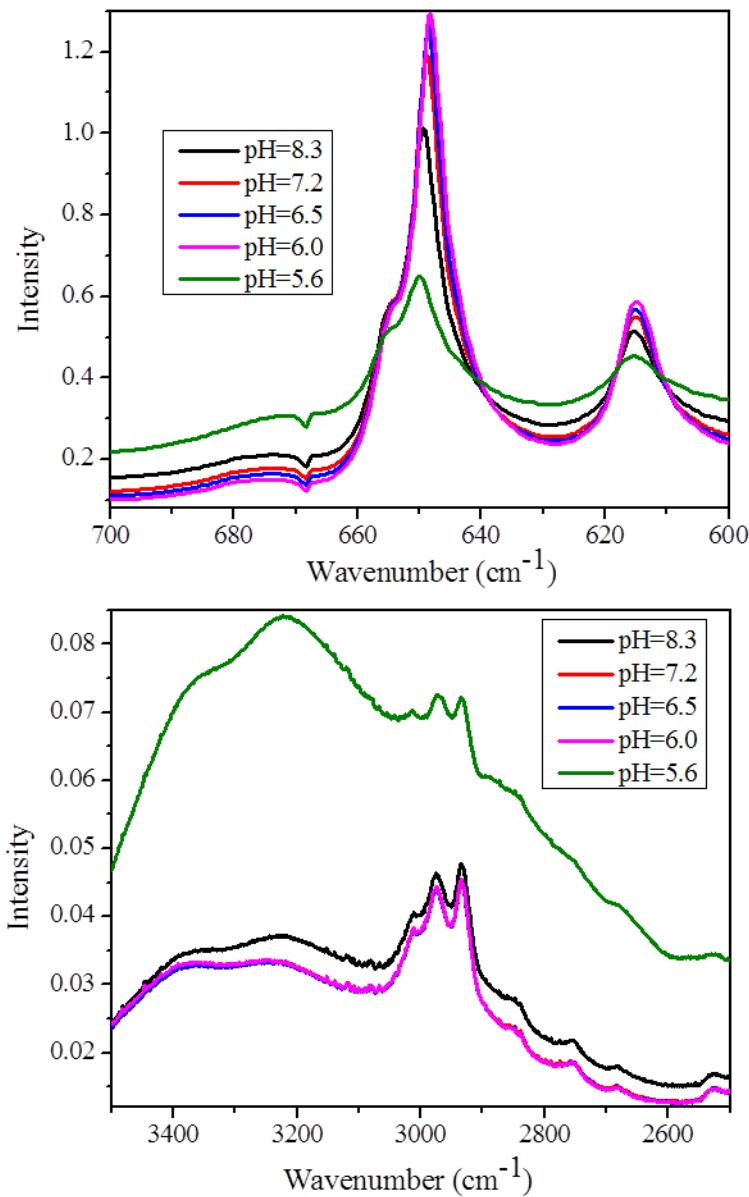 1.2
1.0
0.8
0.6
0.4
0.2
Intensity
pH=8.3
pH=7.2
pH=6.5
pH=6.0
pH=5.6
700 680 660 640 620 600
Wavenumber (cm-1)
0.08
0.07
0.06
0.05
0.04
0.03
0.02
Intensity
pH=8.3
pH=7.2
pH=6.5
pH=6.0
pH=5.6
3400 3200 3000 2800 2600
Wavenumber (cm-1)